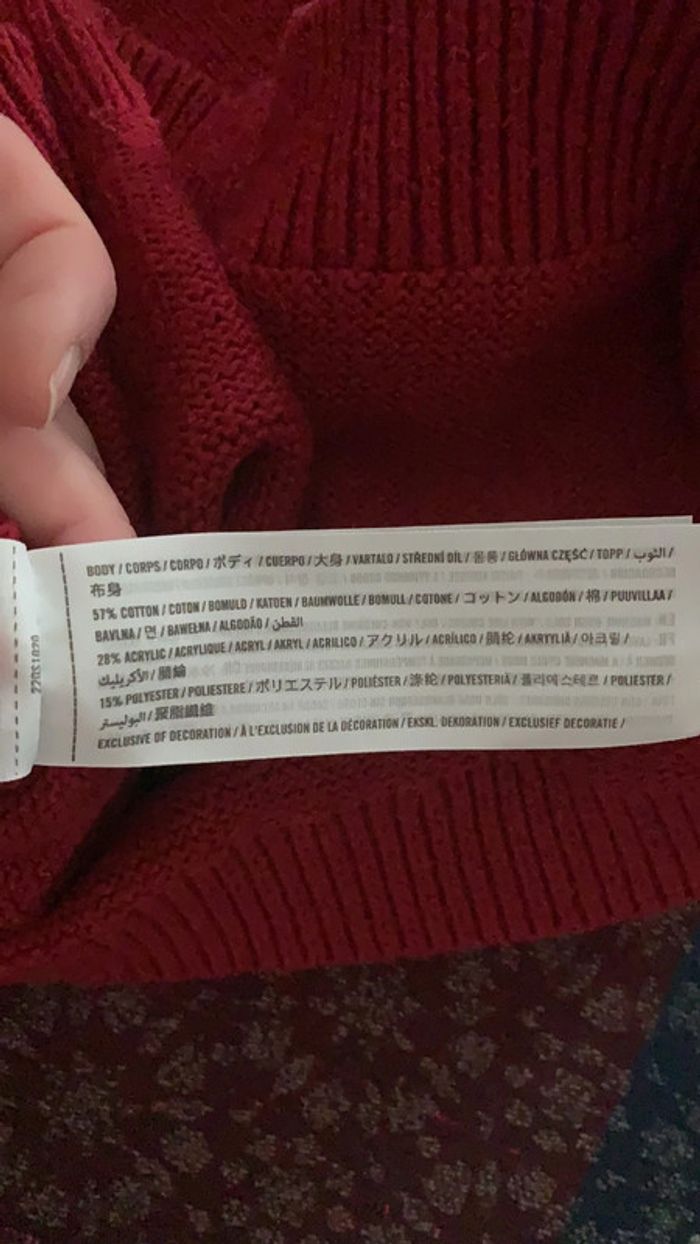 BODY / CORPS / CORPO / ボディ / CUERPO / 大身 / VARTALO / STŘEDNÍ DÍL / 몸통 / GŁÓWNA CZĘŚĆ / TOPP / الثوب /
布身
57% COTTON / COTON / BOMULD / KATOEN / BAUMWOLLE / BOMULL / COTONE / コットン / ALGODÓN / 棉 / PUUVILLAA /
BAVLNA / 면 / BAWEŁNA / ALGODÃO / القطن
28% ACRYLIC / ACRYLIQUE / ACRYL / AKRYL / ACRILICO / アクリル / ACRÍLICO / 腈纶 / AKRYYLIÄ / 아크릴 /
الأكريليك / 腈綸
15% POLYESTER / POLIESTERE / ポリエステル / POLIÉSTER / 涤纶 / POLYESTERIÄ / 폴리에스테르 / POLIESTER /
البوليستر / 聚脂纖維
EXCLUSIVE OF DECORATION / À L'EXCLUSION DE LA DÉCORATION / EKSKL. DEKORATION / EXCLUSIEF DECORATIE /